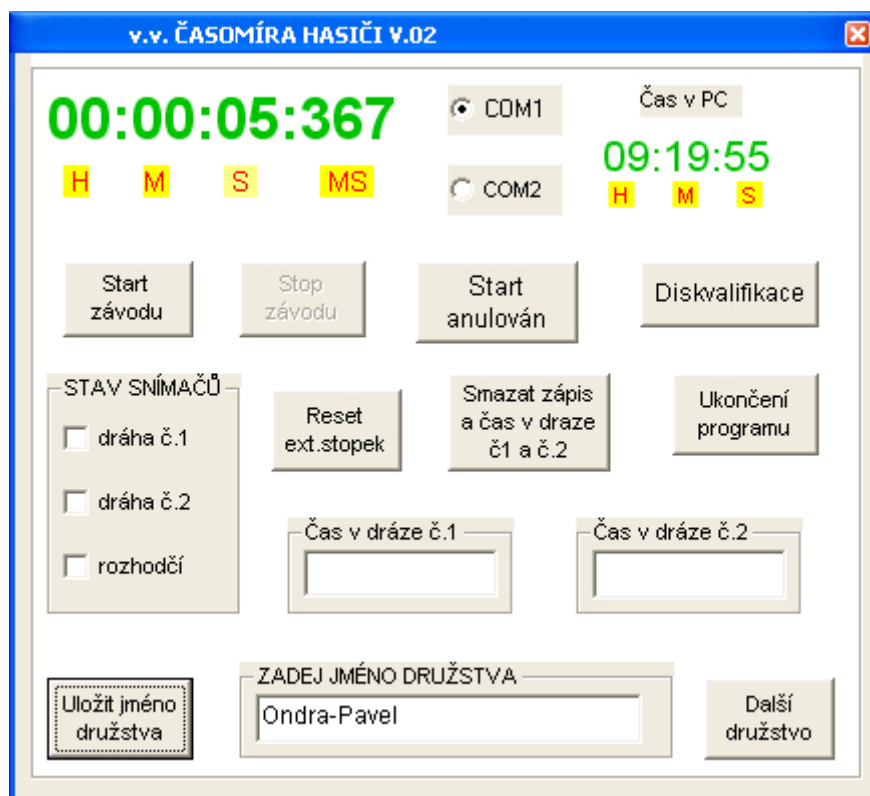 v.v. ČASOMÍRA HASIČI V.02
00:00:05:367
H M S MS
COM1
COM2
Čas v PC
09:19:55
H M S
Start
závodu
Stop
závodu
Start
anulován
Diskvalifikace
STAV SNÍMAČŮ
dráha č.1
dráha č.2
rozhodčí
Reset
ext.stopek
Smazat zápis
a čas v draze
č1 a č.2
Ukončení
programu
Čas v dráze č.1
Čas v dráze č.2
Uložit jméno
družstva
ZADEJ JMÉNO DRUŽSTVA
Ondra-Pavel
Další
družstvo